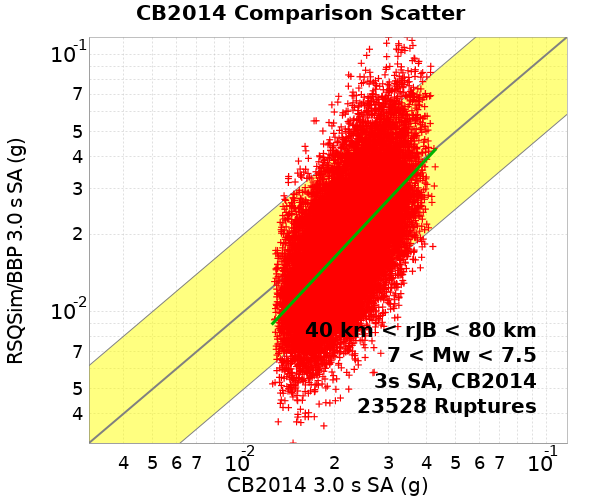 CB2014 Comparison Scatter
10-1
7
5
4
3
2
10-2
7
5
4
RSQSim/BBP 3.0 s SA (g)
40 km < rJB < 80 km
7 < Mw < 7.5
3s SA, CB2014
23528 Ruptures
4 5 6 7 10-2 2 3 4 5 6 7 10-1
CB2014 3.0 s SA (g)